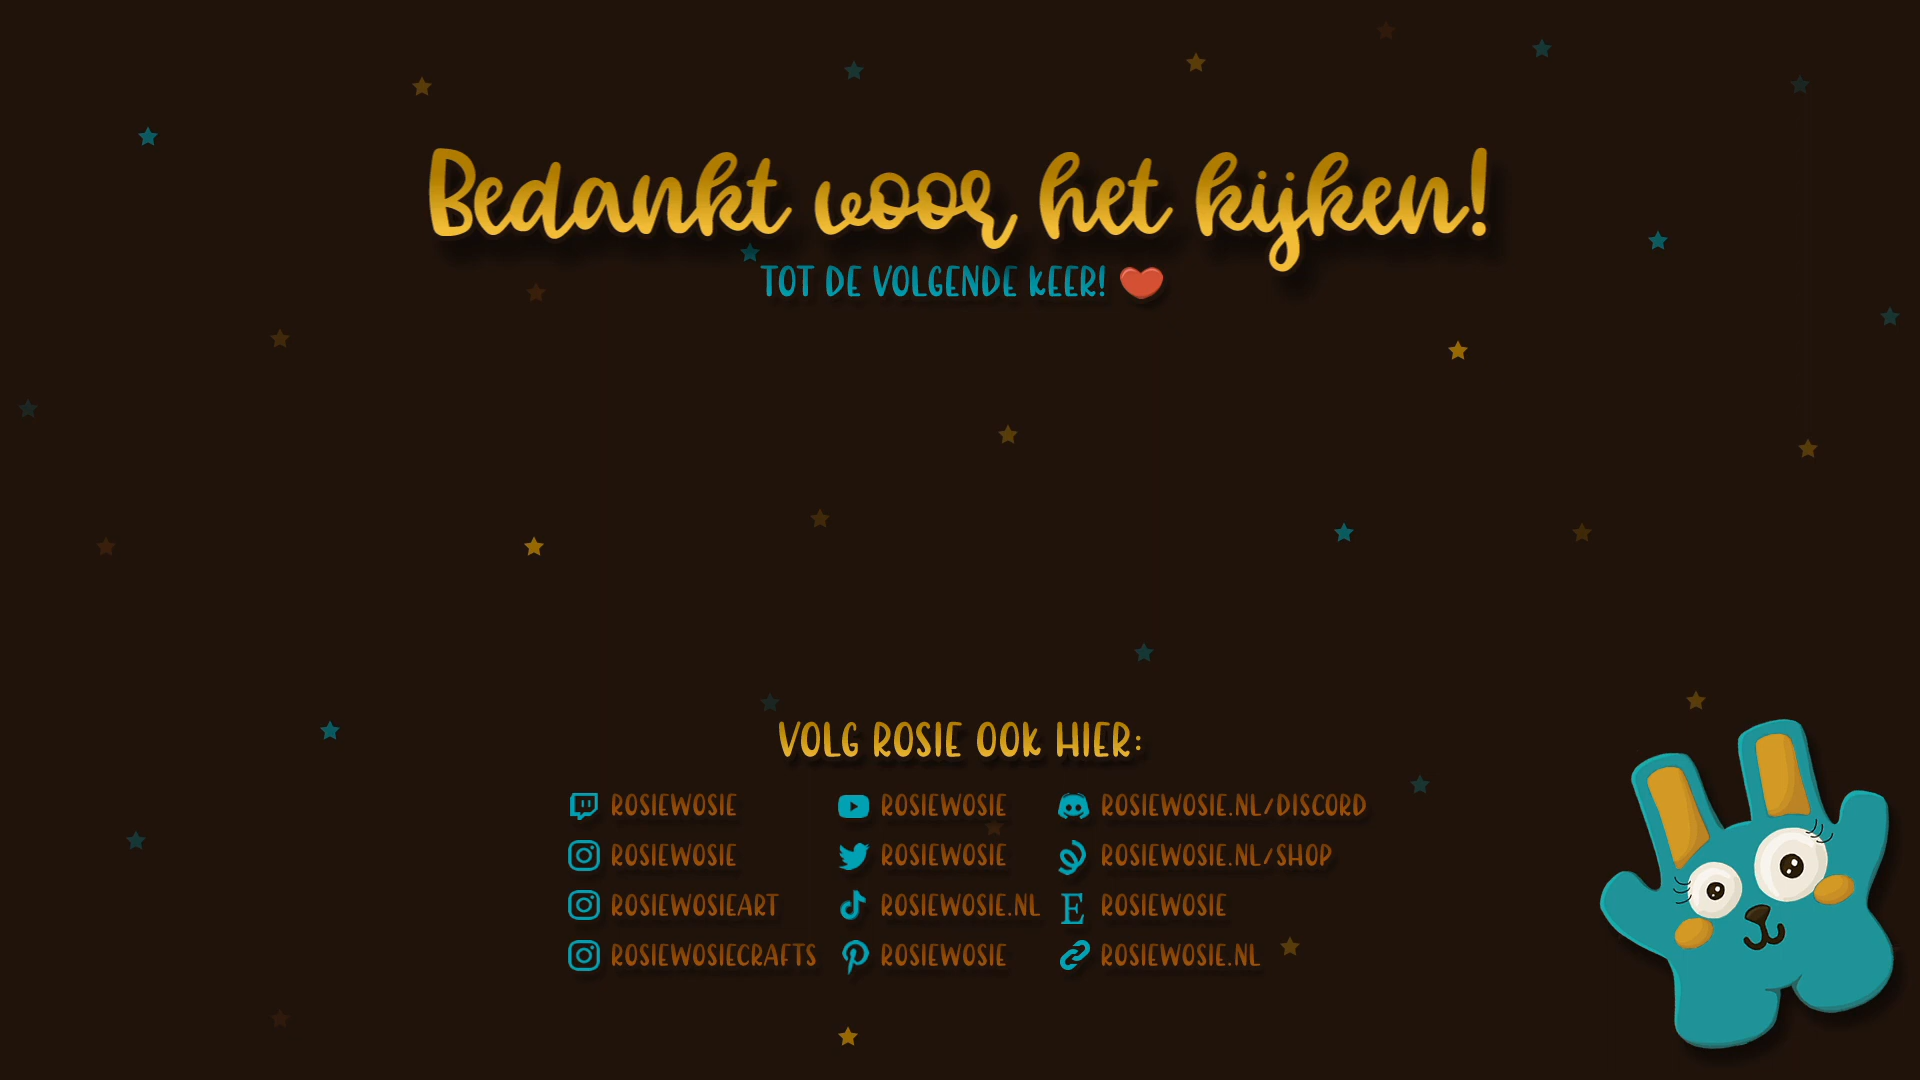 Bedankt voor het kijken!
TOT DE VOLGENDE KEER!
VOLG ROSIE OOK HIER:
ROSIEWOSIE ROSIEWOSIE ROSIEWOSIE.NL/DISCORD
ROSIEWOSIE ROSIEWOSIE ROSIEWOSIE.NL/SHOP
ROSIEWOSIEART ROSIEWOSIE.NL E ROSIEWOSIE
ROSIEWOSIECRAFTS ROSIEWOSIE ROSIEWOSIE.NL